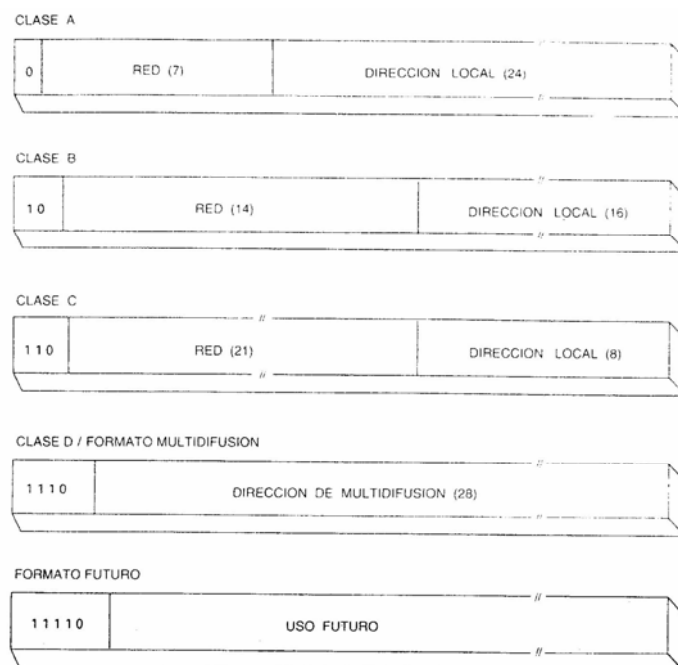 CLASE A
0 RED (7) DIRECCION LOCAL (24)
CLASE B
10 RED (14) DIRECCION LOCAL (16)
CLASE C
110 RED (21) DIRECCION LOCAL (8)
CLASE D / FORMATO MULTIDIFUSION
1110 DIRECCION DE MULTIDIFUSION (28)
FORMATO FUTURO
11110 USO FUTURO